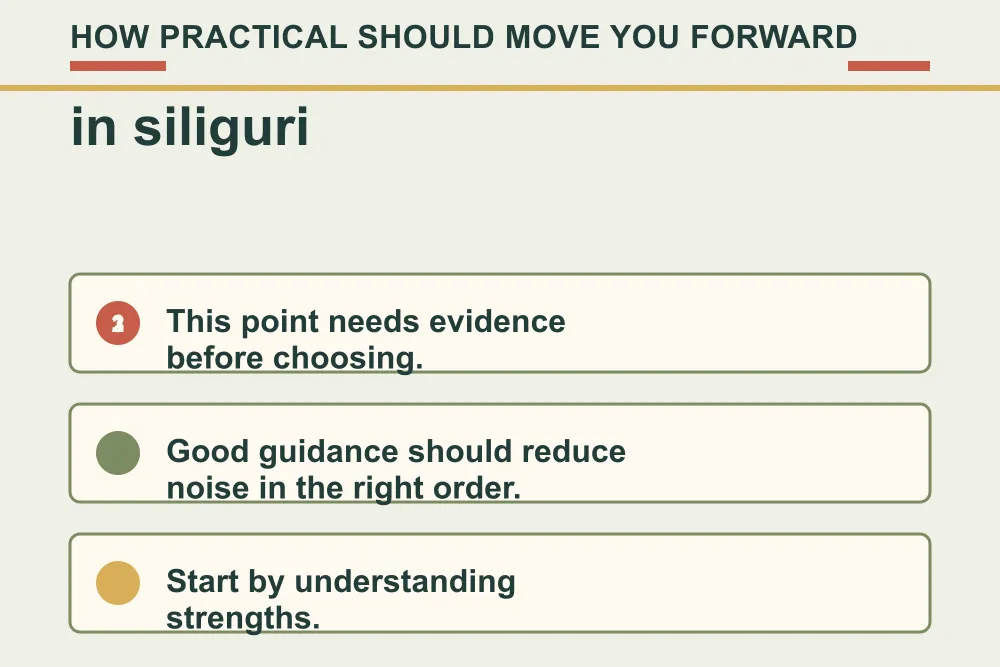 HOW PRACTICAL SHOULD MOVE YOU FORWARD
in siliguri
This point needs evidence
before choosing.
Good guidance should reduce
noise in the right order.
Start by understanding
strengths.